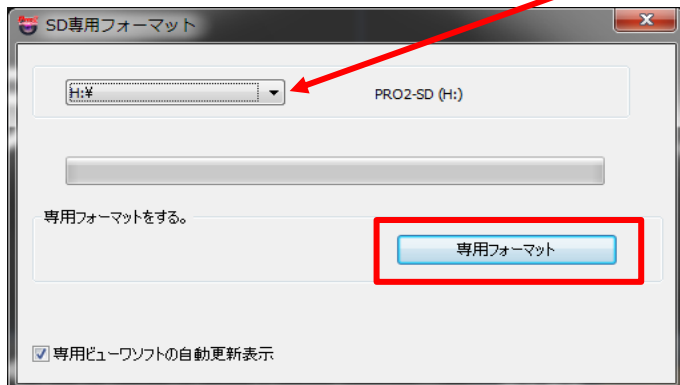 SD専用フォーマット
H:¥
PRO2-SD (H:)
専用フォーマットをする。
専用フォーマット
専用ビューワソフトの自動更新表示